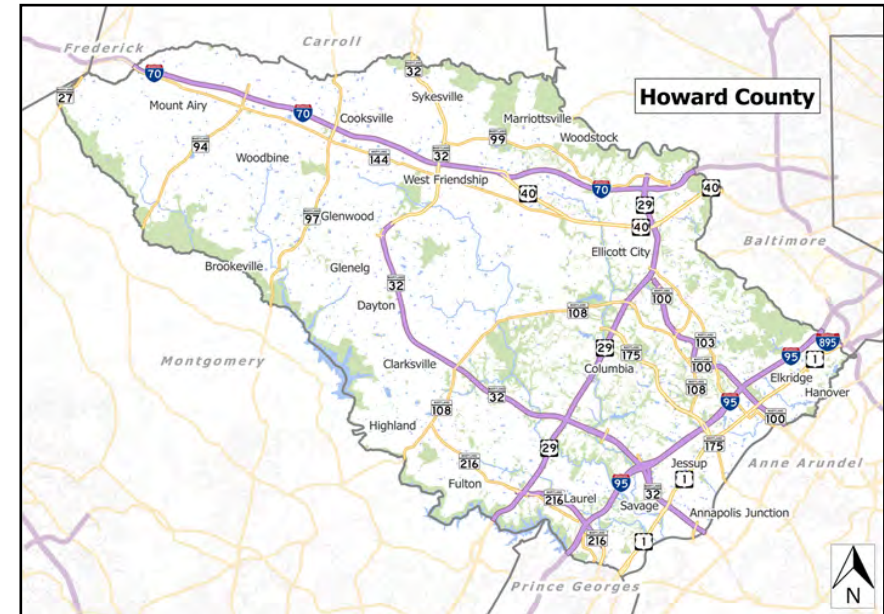 Frederick
Carroll
Howard County
70
32
27
Mount Airy
70
Sykesville
Cooksville
Marriottsville
Woodstock
94
99
144
32
Woodbine
West Friendship
40
70
40
29
97
Glenwood
40
Ellicott City
Baltimore
Brookeville
Glenelg
32
100
Dayton
108
103
895
29
175
95
1
Montgomery
Clarksville
Columbia
100
Elkridge
108
Hanover
32
95
108
100
Highland
175
29
216
Jessup
Anne Arundel
Fulton
95
1
216
Laurel
32
Savage
Annapolis Junction
216
1
Prince Georges
N